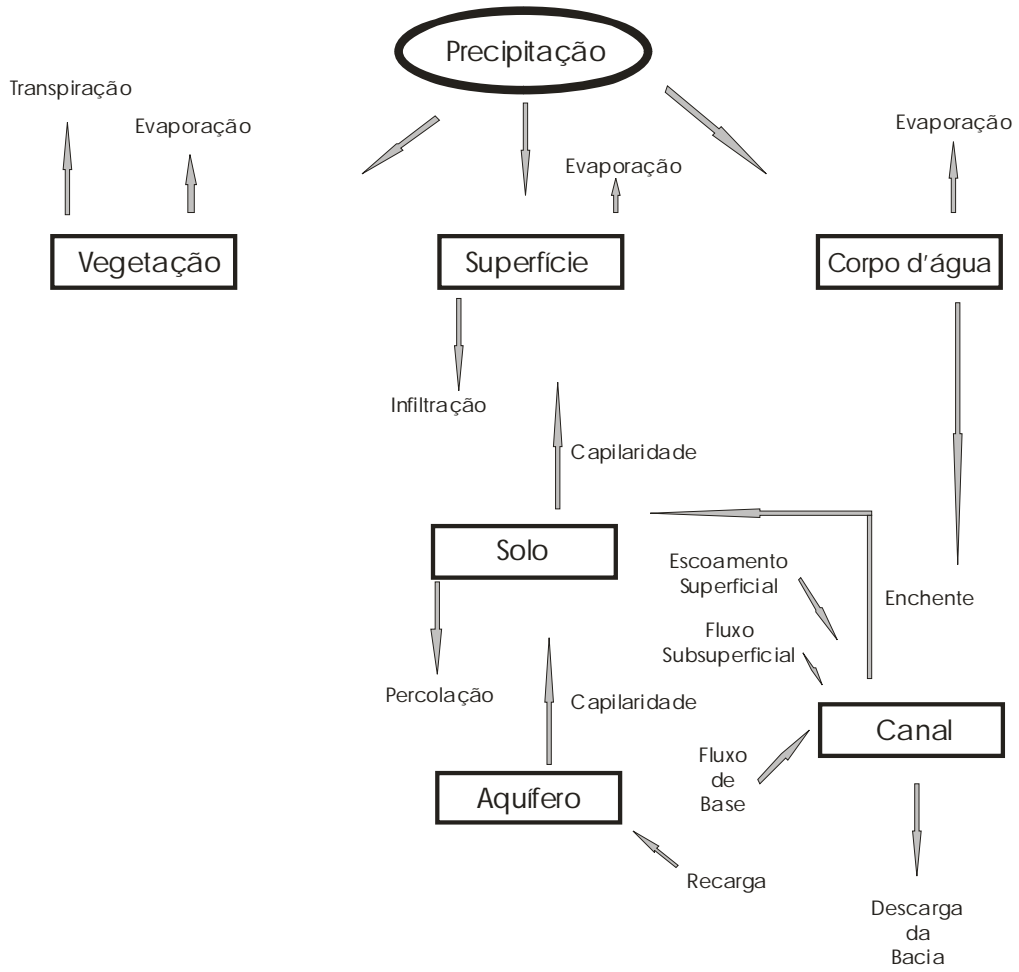 Precipitação
Transpiração
Evaporação
Evaporação
Evaporação
Vegetação
Superfície
Corpo d'água
Infiltração
Capilaridade
Solo
Escoamento
Superficial
Enchente
Fluxo
Subsuperficial
Percolação
Capilaridade
Canal
Fluxo
de
Base
Aquífero
Recarga
Descarga
da
Bacia